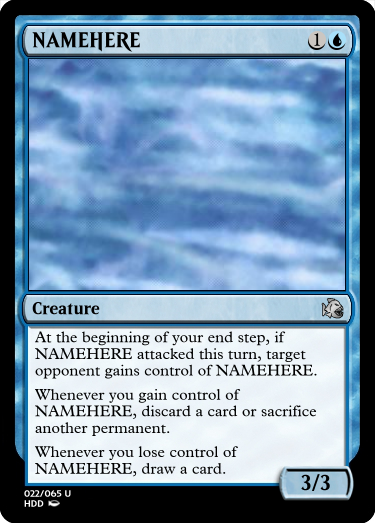 NAMEHERE 1
Creature
At the beginning of your end step, if
NAMEHERE attacked this turn, target
opponent gains control of NAMEHERE.
Whenever you gain control of
NAMEHERE, discard a card or sacrifice
another permanent.
Whenever you lose control of
NAMEHERE, draw a card.
3/3
022/065 U
HDD